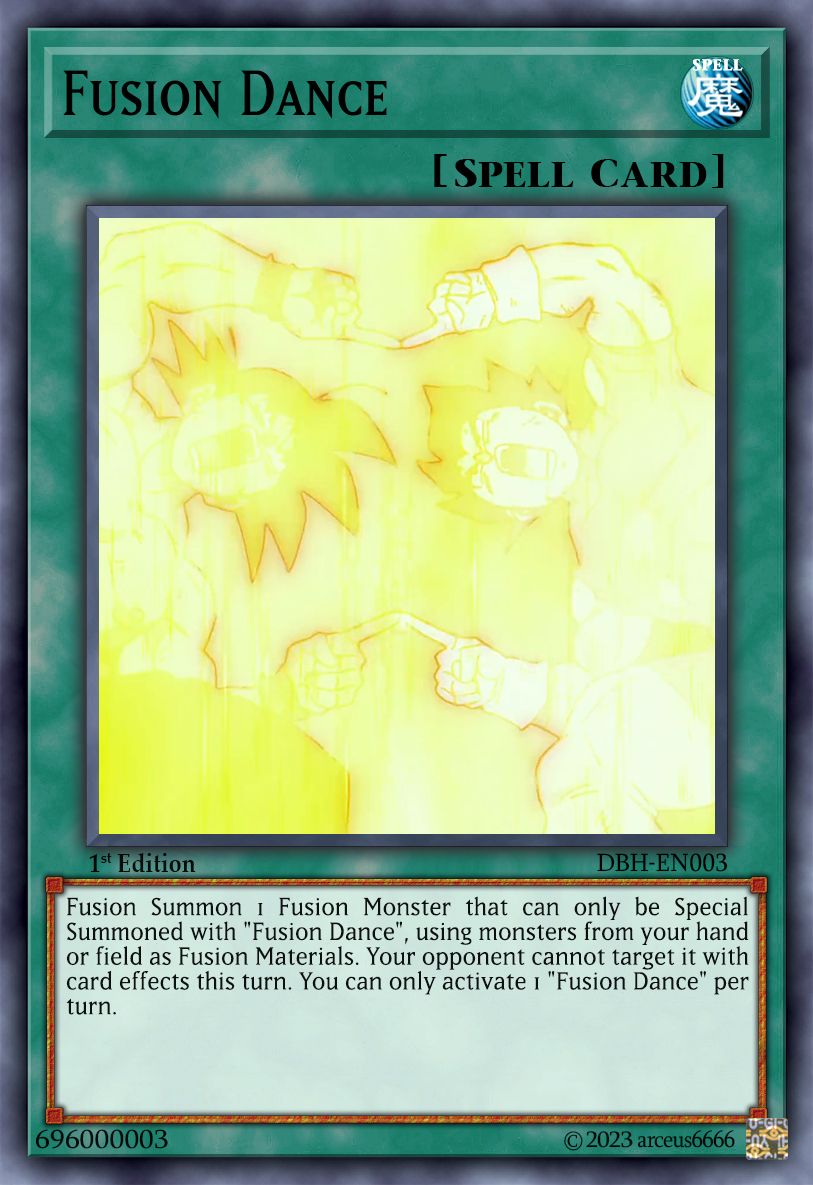 Fusion Dance
SPELL
魔
[Spell Card]
1st Edition
DBH-EN003
Fusion Summon 1 Fusion Monster that can only be Special
Summoned with "Fusion Dance", using monsters from your hand
or field as Fusion Materials. Your opponent cannot target it with
card effects this turn. You can only activate 1 "Fusion Dance" per
turn.
696000003
© 2023 arceus6666